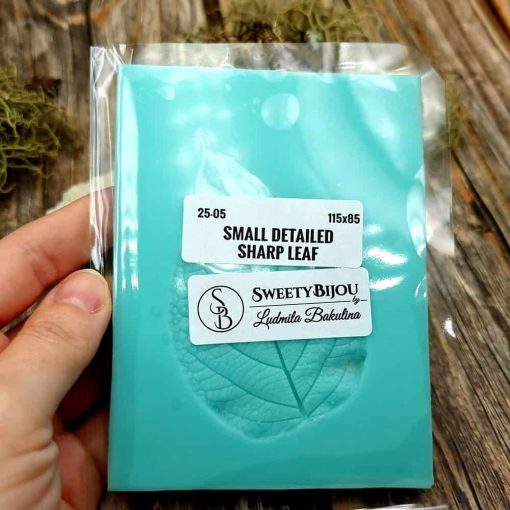 25-05 115x85
SMALL DETAILED
SHARP LEAF
SB
SWEETYBIJOU
by
Ludmila Bakulina